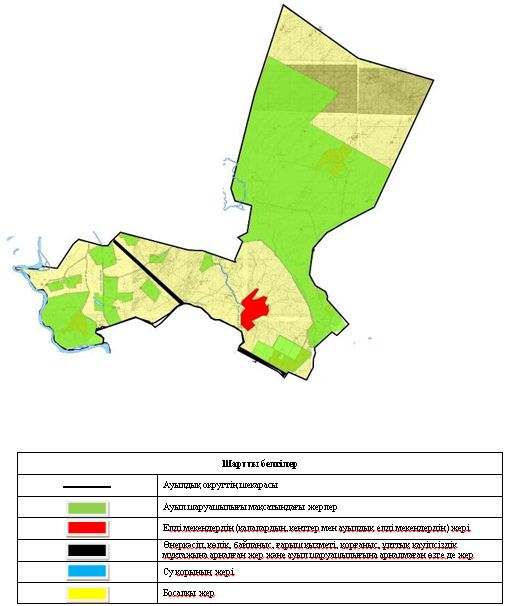 Шартты белгілер
Ауылдық округтің шекарасы
Ауыл шаруашылығы мақсатындағы жерлер
Елді мекендердің (қалалардың, кенттер мен ауылдық елді мекендердің) жері.
Өнеркәсіп, көлік, байланыс, ғарыш қызметі, қорғаныс, ұлттық қауіпсіздік
мұқтажына арналған жер және ауыл шаруашылығына арналмаған өзге де жер.
Су қорының жері.
Босалқы жер.